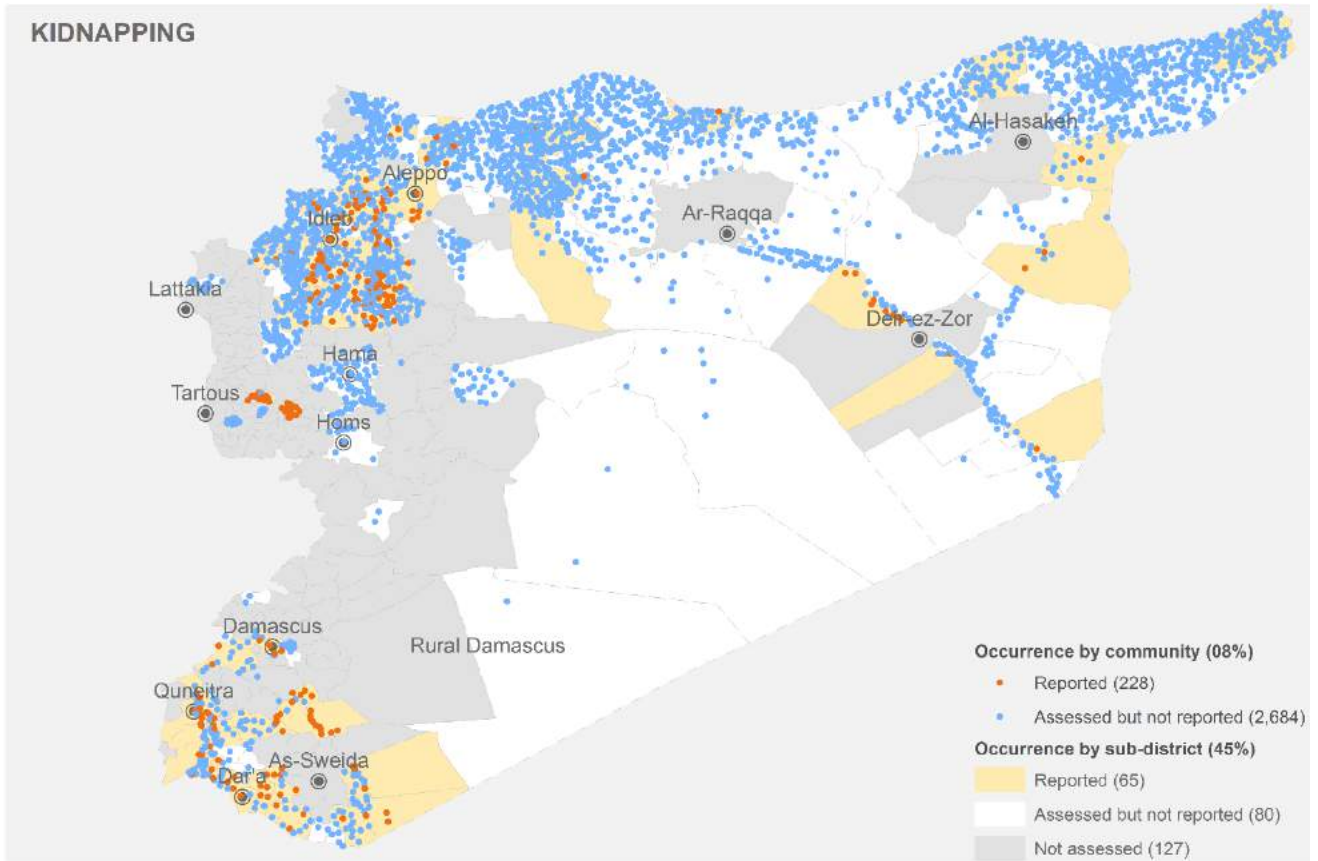 KIDNAPPING
Al-Hasakeh
Aleppo
Ar-Raqqa
Idleb
Lattakia
Deir-ez-Zor
Hama
Tartous
Homs
Damascus
Rural Damascus
Quneitra
As-Sweida
Dar'a
Occurrence by community (08%)
Reported (228)
Assessed but not reported (2,684)
Occurrence by sub-district (45%)
Reported (65)
Assessed but not reported (80)
Not assessed (127)